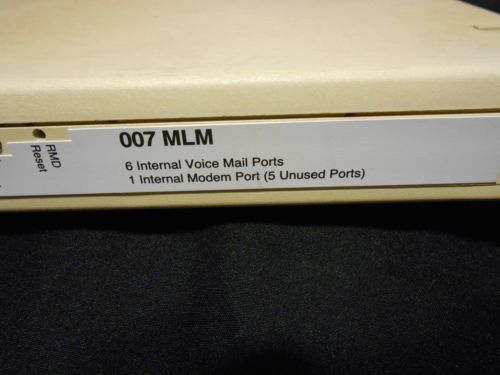 RMD
Reset
007 MLM
6 Internal Voice Mail Ports
1 Internal Modem Port (5 Unused Ports)